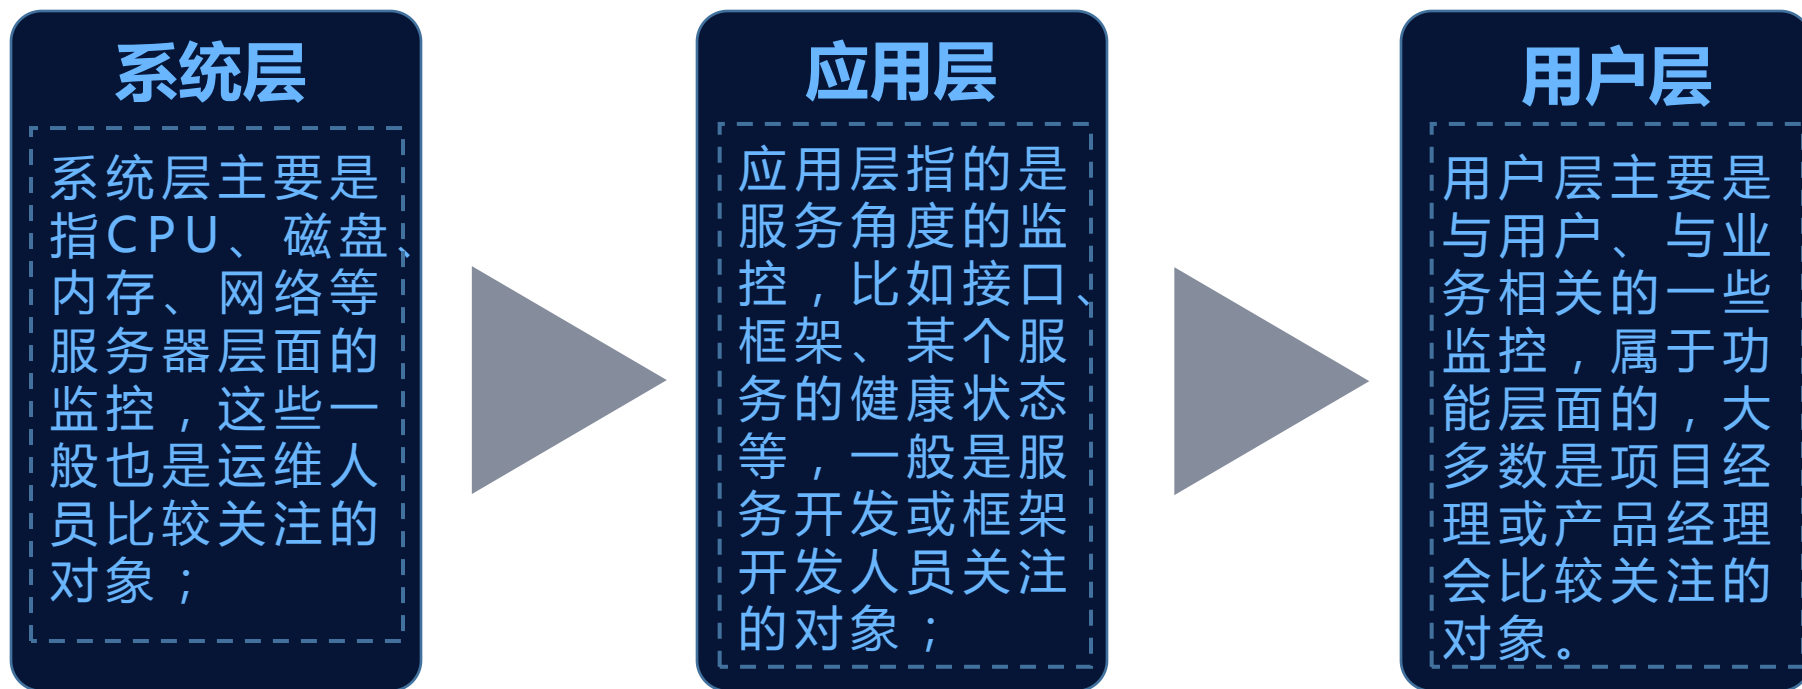 系统层
系统层主要是
指CPU、磁盘、
内存、网络等
服务器层面的
监控，这些一
般也是运维人
员比较关注的
对象；
应用层
应用层指的是
服务角度的监
控，比如接口、
框架、某个服
务的健康状态
等，一般是服
务开发或框架
开发人员关注
的对象；
用户层
用户层主要是
与用户、与业
务相关的一些
监控，属于功
能层面的，大
多数是项目经
理或产品经理
会比较关注的
对象。